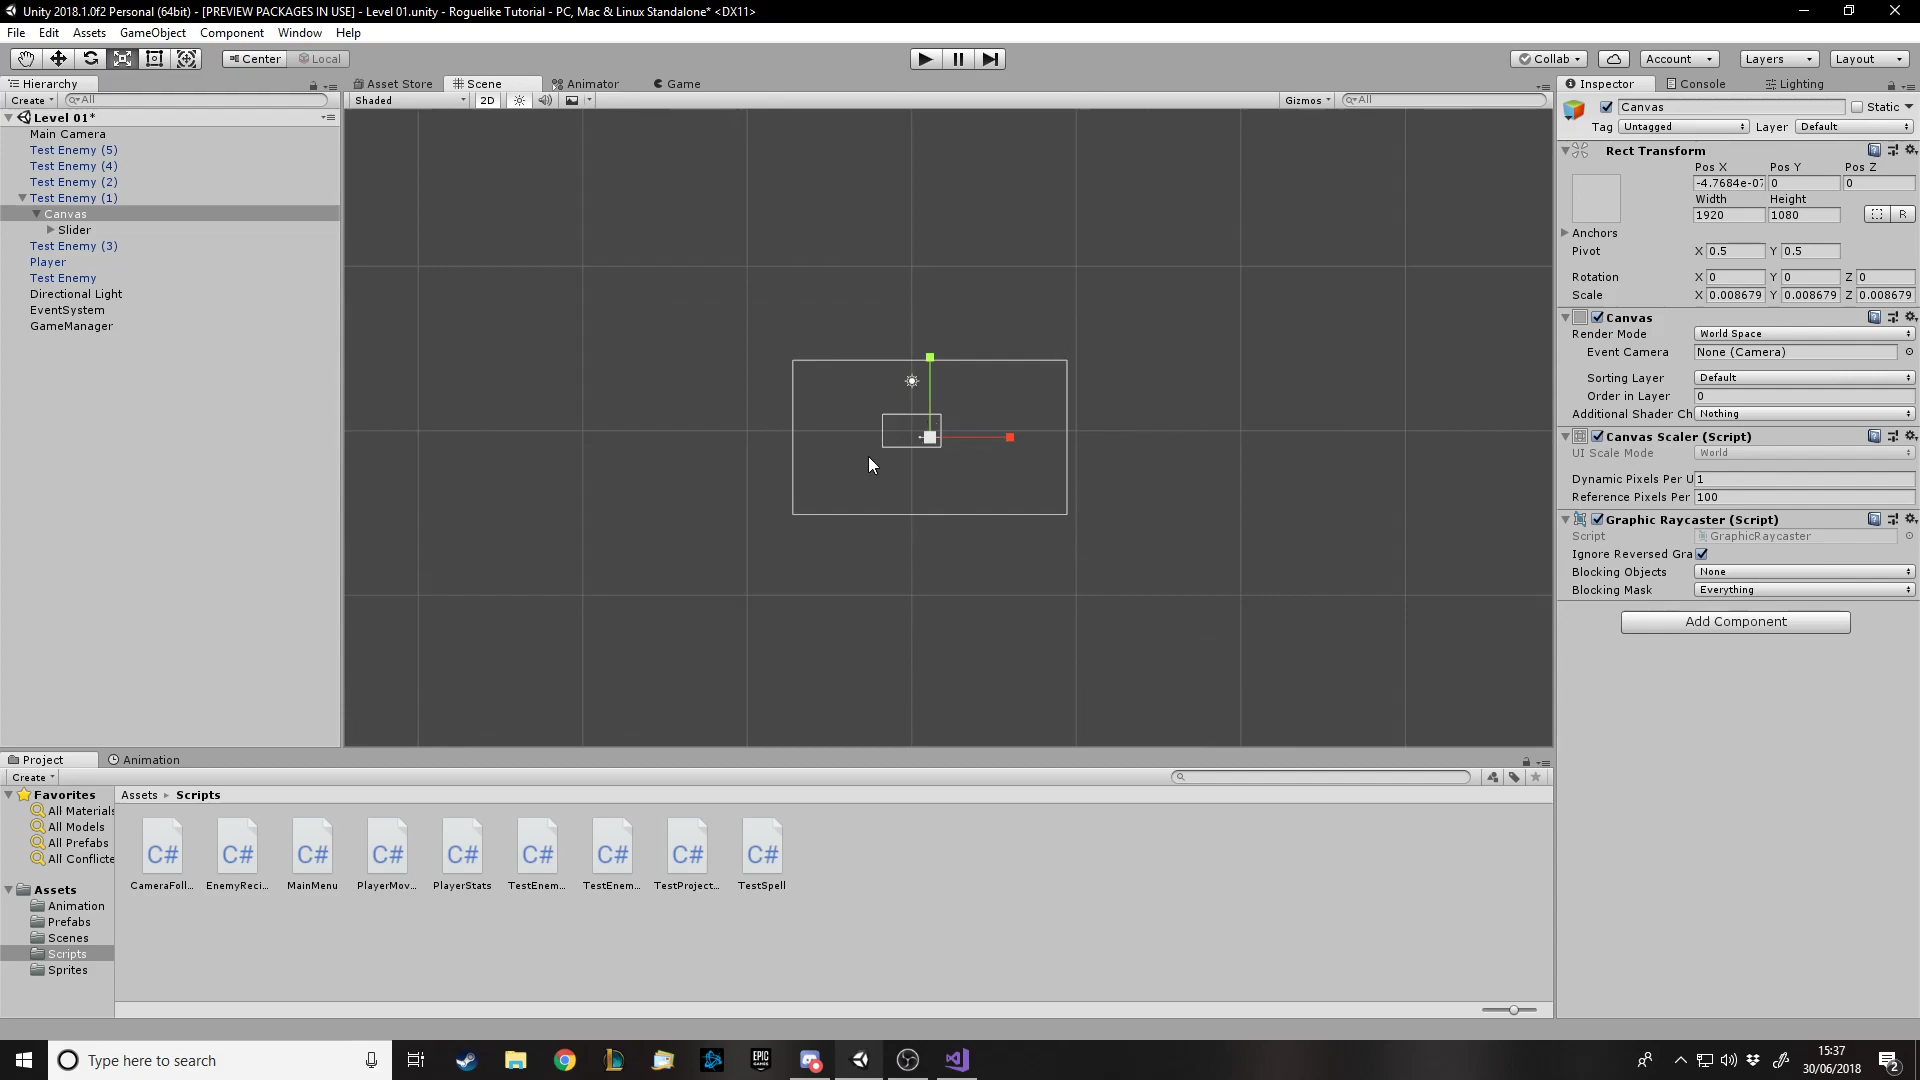 Unity 2018.1.0f2 Personal (64bit) - [PREVIEW PACKAGES IN USE] - Level 01.unity - Roguelike Tutorial - PC, Mac & Linux Standalone* <DX11>
File Edit Assets GameObject Component Window Help
Center Local Collab Account Layers Layout
Hierarchy Asset Store Scene Animator Game Inspector Console Lighting
Create All Shaded 2D Gizmos All Canvas Static
Level 01*
Tag Untagged Layer Default
Main Camera
Test Enemy (5)
Test Enemy (4)
Test Enemy (2)
Test Enemy (1)
Canvas
Slider
Test Enemy (3)
Player
Test Enemy
Directional Light
EventSystem
GameManager
Rect Transform
Pos X Pos Y Pos Z
-4.7684e-07 0 0
Width Height
1920 1080 R
Anchors
Pivot X 0.5 Y 0.5
Rotation X 0 Y 0 Z 0
Scale X 0.008679 Y 0.008679 Z 0.008679
Canvas
Render Mode World Space
Event Camera None (Camera)
Sorting Layer Default
Order in Layer 0
Additional Shader Ch Nothing
Canvas Scaler (Script)
UI Scale Mode World
Dynamic Pixels Per U 1
Reference Pixels Per 100
Graphic Raycaster (Script)
Script GraphicRaycaster
Ignore Reversed Gra
Blocking Objects None
Blocking Mask Everything
Add Component
Project Animation
Create
Favorites
All Materials
All Models
All Prefabs
All Conflicte
Assets
Animation
Prefabs
Scenes
Scripts
Sprites
Assets Scripts
C# C# C# C# C# C# C# C# C#
CameraFoll... EnemyReci... MainMenu PlayerMov... PlayerStats TestEnem... TestEnem... TestProject... TestSpell
Type here to search
EPIC GAMES
15:37
30/06/2018
2